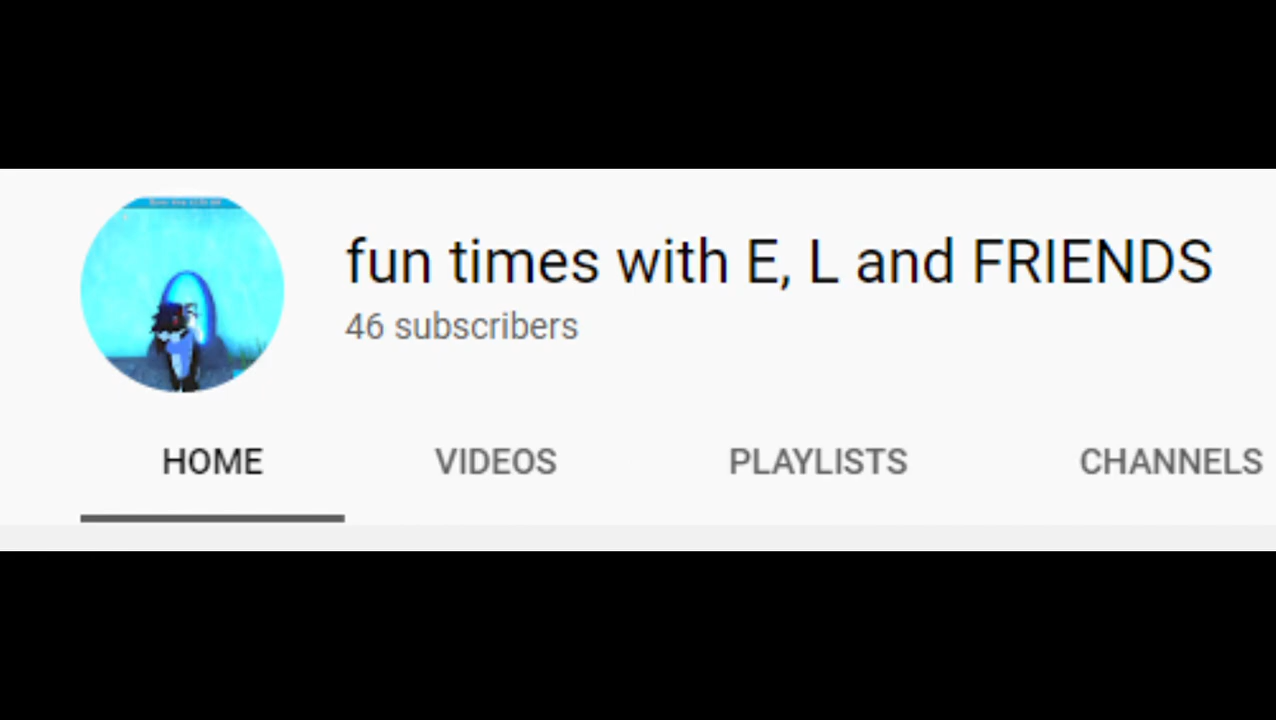 fun times with E, L and FRIENDS
46 subscribers
HOME VIDEOS PLAYLISTS CHANNELS